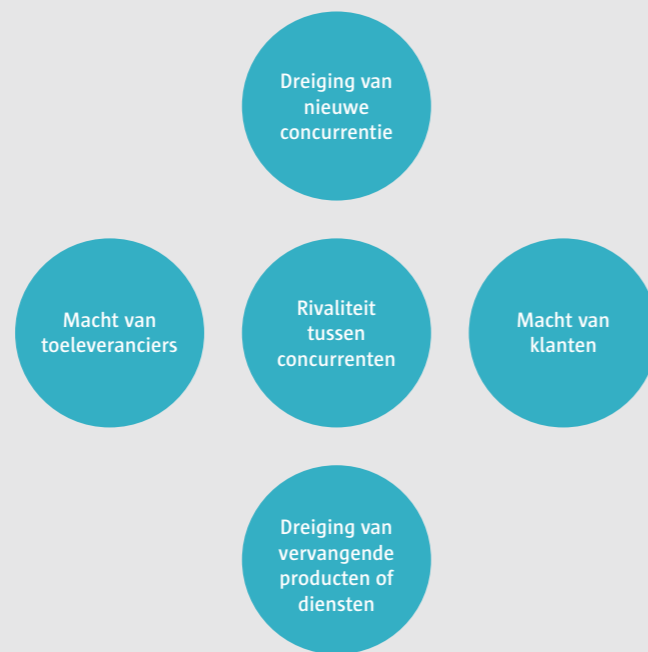 Dreiging van
nieuwe
concurrentie
Macht van
toeleveranciers
Rivaliteit
tussen
concurrenten
Macht van
klanten
Dreiging van
vervangende
producten of
diensten